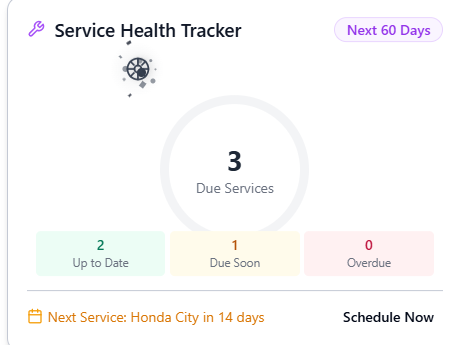 Service Health Tracker
Next 60 Days
3
Due Services
2
Up to Date
1
Due Soon
0
Overdue
Next Service: Honda City in 14 days
Schedule Now